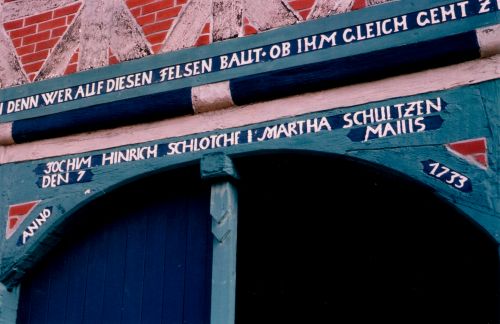 DENN WER AUF DIESEN FELSEN BAUT · OB IHM GLEICH GEHT Z
JOCHIM HINRICH SCHLOTCHE I · MARTHA SCHULTZEN
DEN 7 MAIIS
ANNO 1733